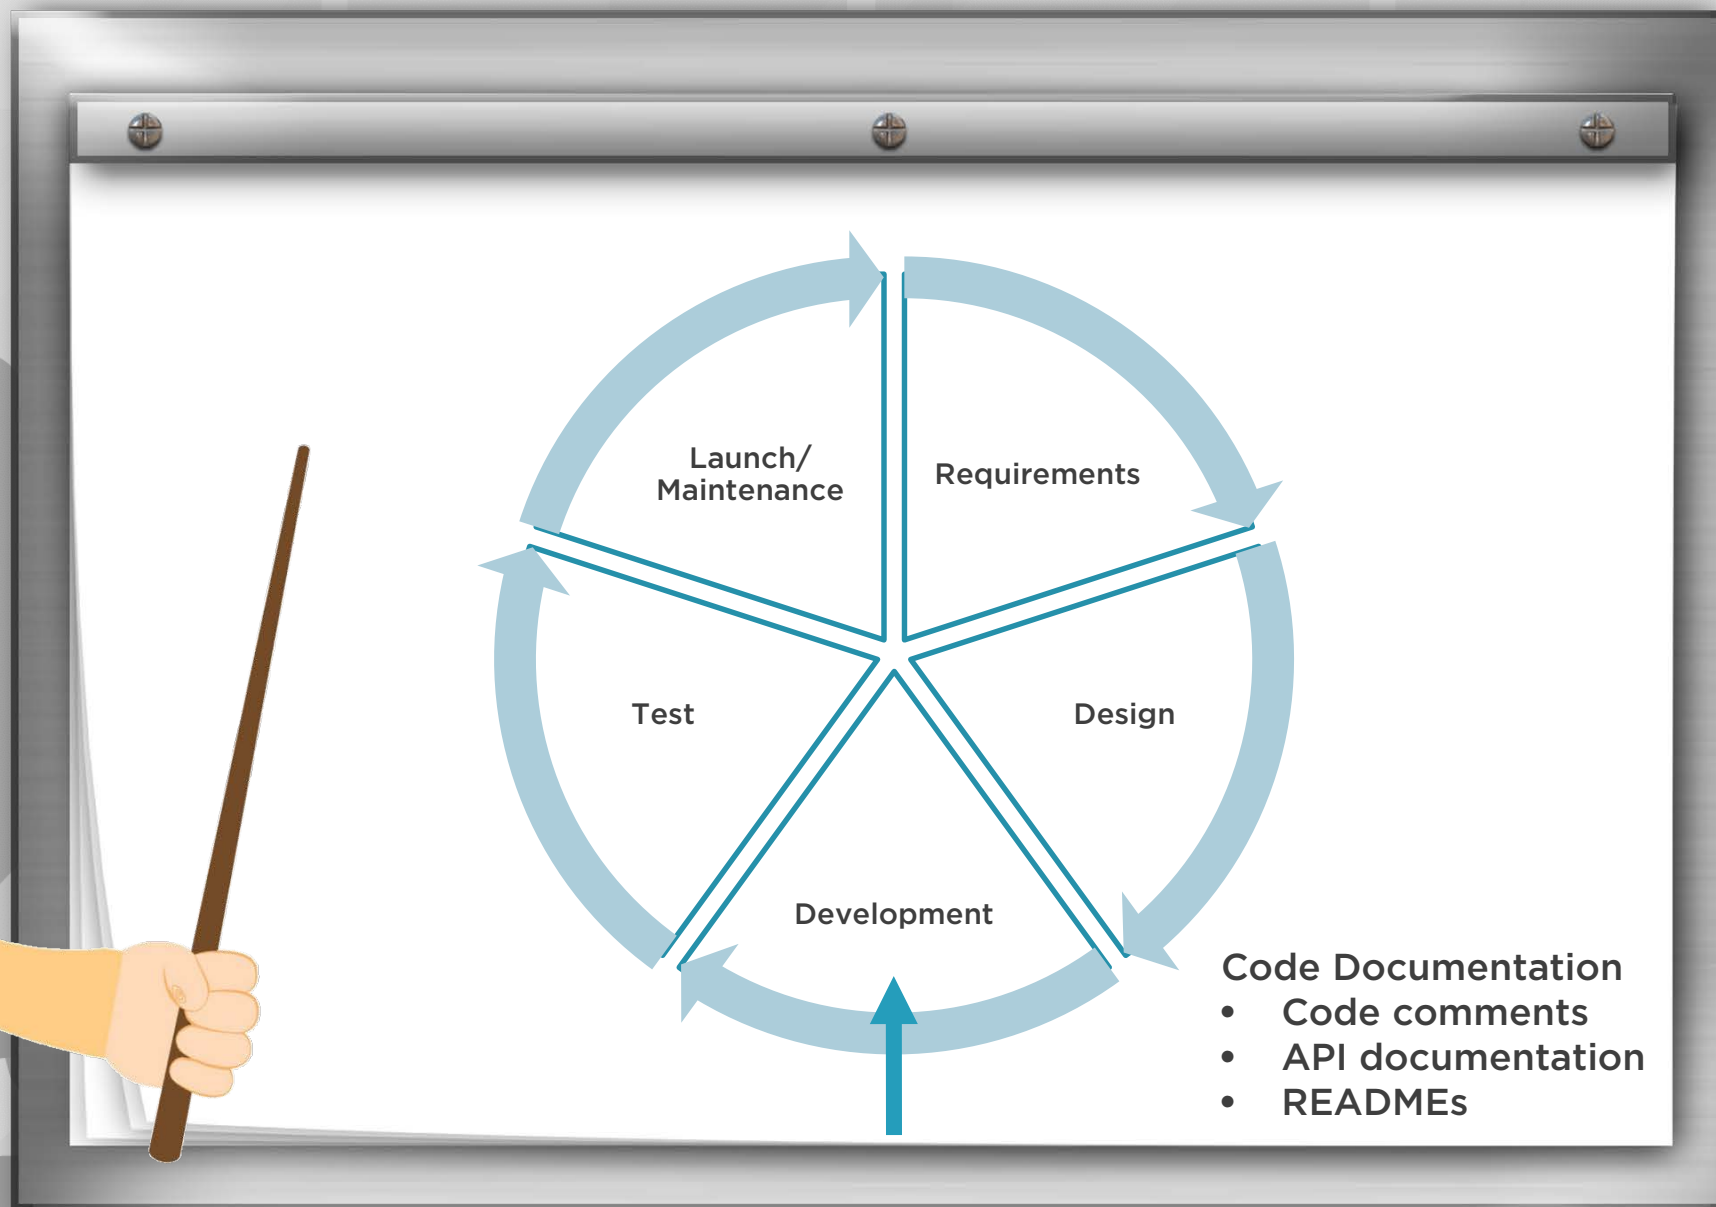 Launch/
Maintenance
Requirements
Test
Design
Development
Code Documentation
• Code comments
• API documentation
• READMEs